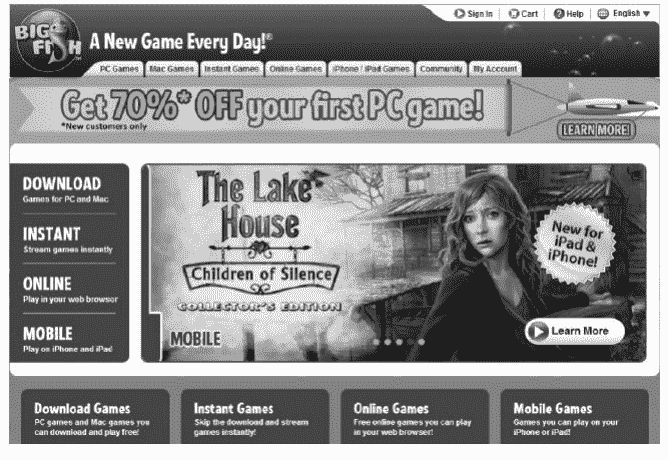 Sign In
Cart
Help
English
BIG
FISH
A New Game Every Day!®
PC Games
Mac Games
Instant Games
Online Games
iPhone / iPad Games
Community
My Account
Get 70%* OFF your first PC game!
*New customers only
LEARN MORE!
DOWNLOAD
Games for PC and Mac
INSTANT
Stream games instantly
ONLINE
Play in your web browser
MOBILE
Play on iPhone and iPad
The Lake
House
Children of Silence
COLLECTOR'S EDITION
MOBILE
New for
iPad &
iPhone!
Learn More
Download Games
PC games and Mac games you
can download and play free!
Instant Games
Skip the download and stream
games instantly!
Online Games
Free online games you can play
in your web browser!
Mobile Games
Games you can play on your
iPhone or iPad!